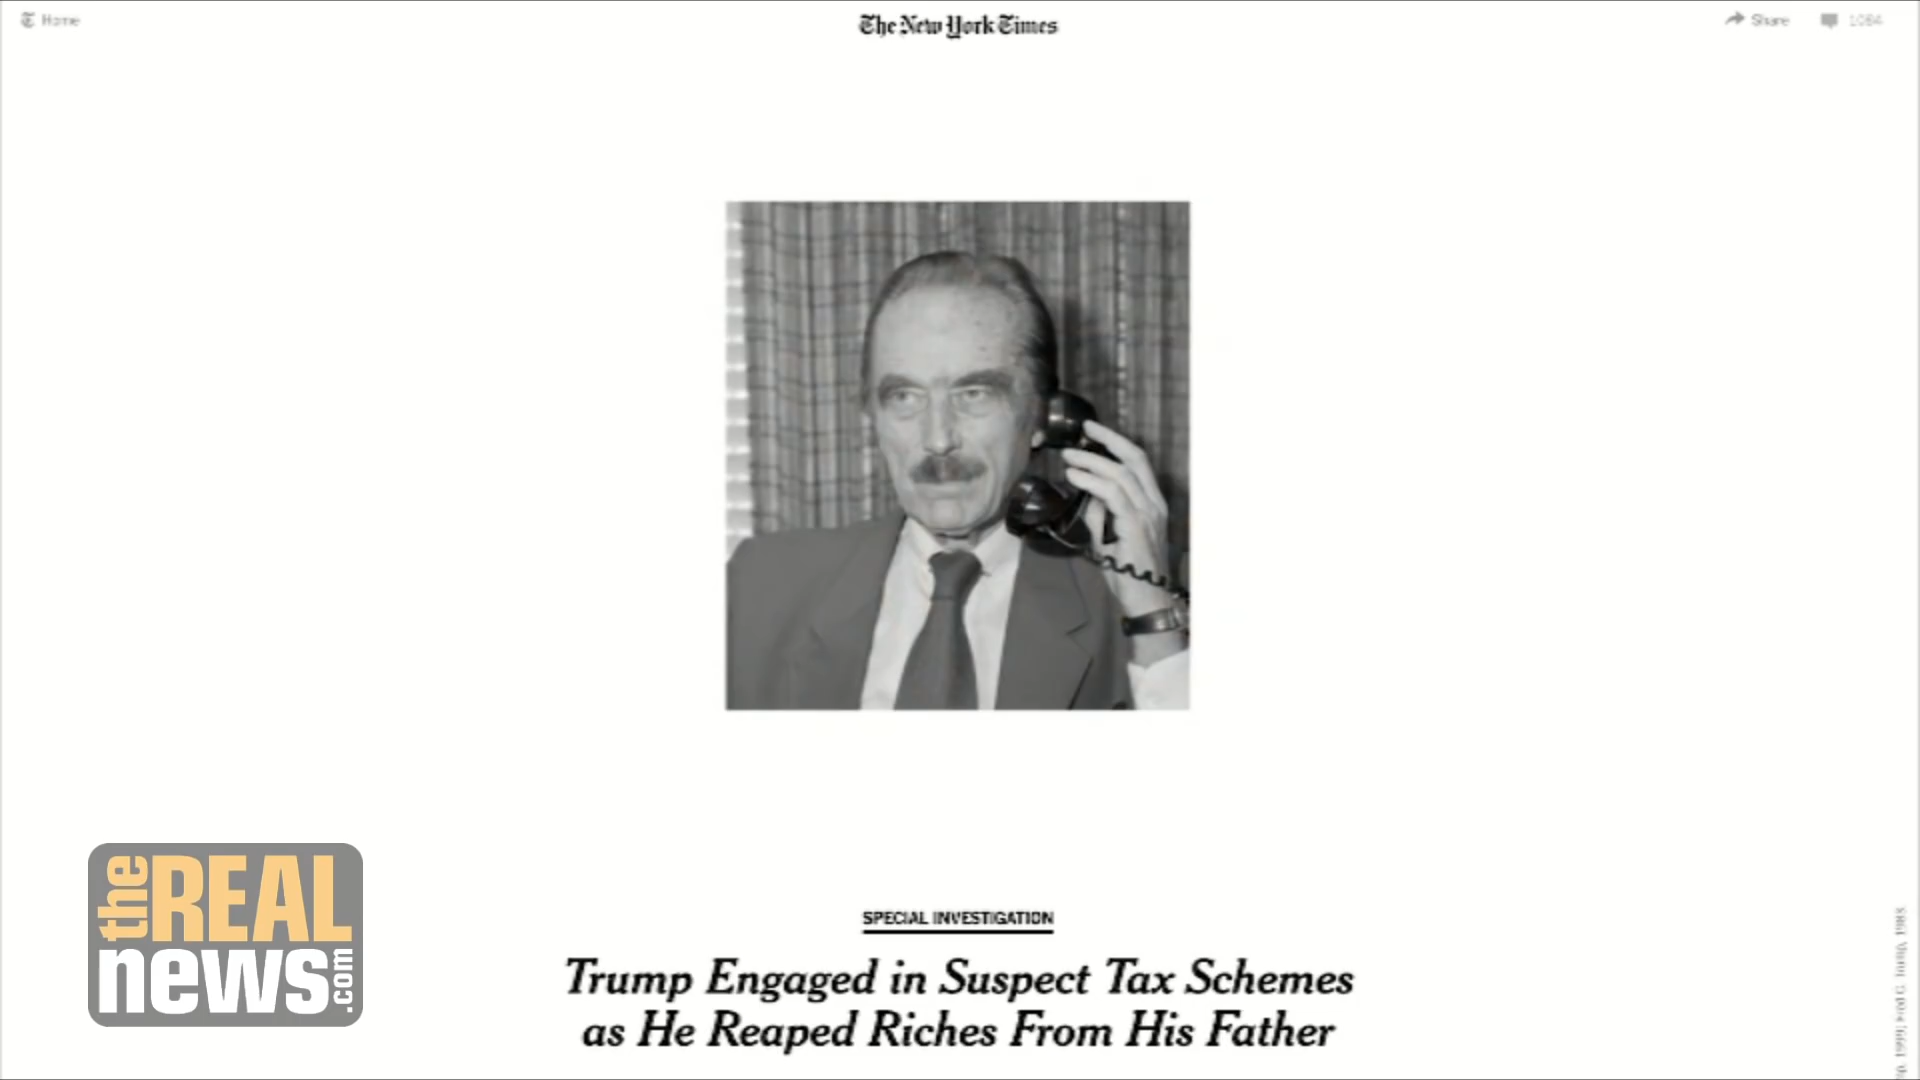 Home
The New York Times
Share
1084
SPECIAL INVESTIGATION
Trump Engaged in Suspect Tax Schemes
as He Reaped Riches From His Father
the REAL
news.com